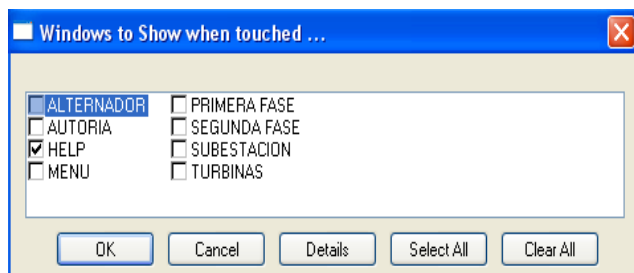 Windows to Show when touched ...
ALTERNADOR
AUTORIA
HELP
MENU
PRIMERA FASE
SEGUNDA FASE
SUBESTACION
TURBINAS
OK
Cancel
Details
Select All
Clear All